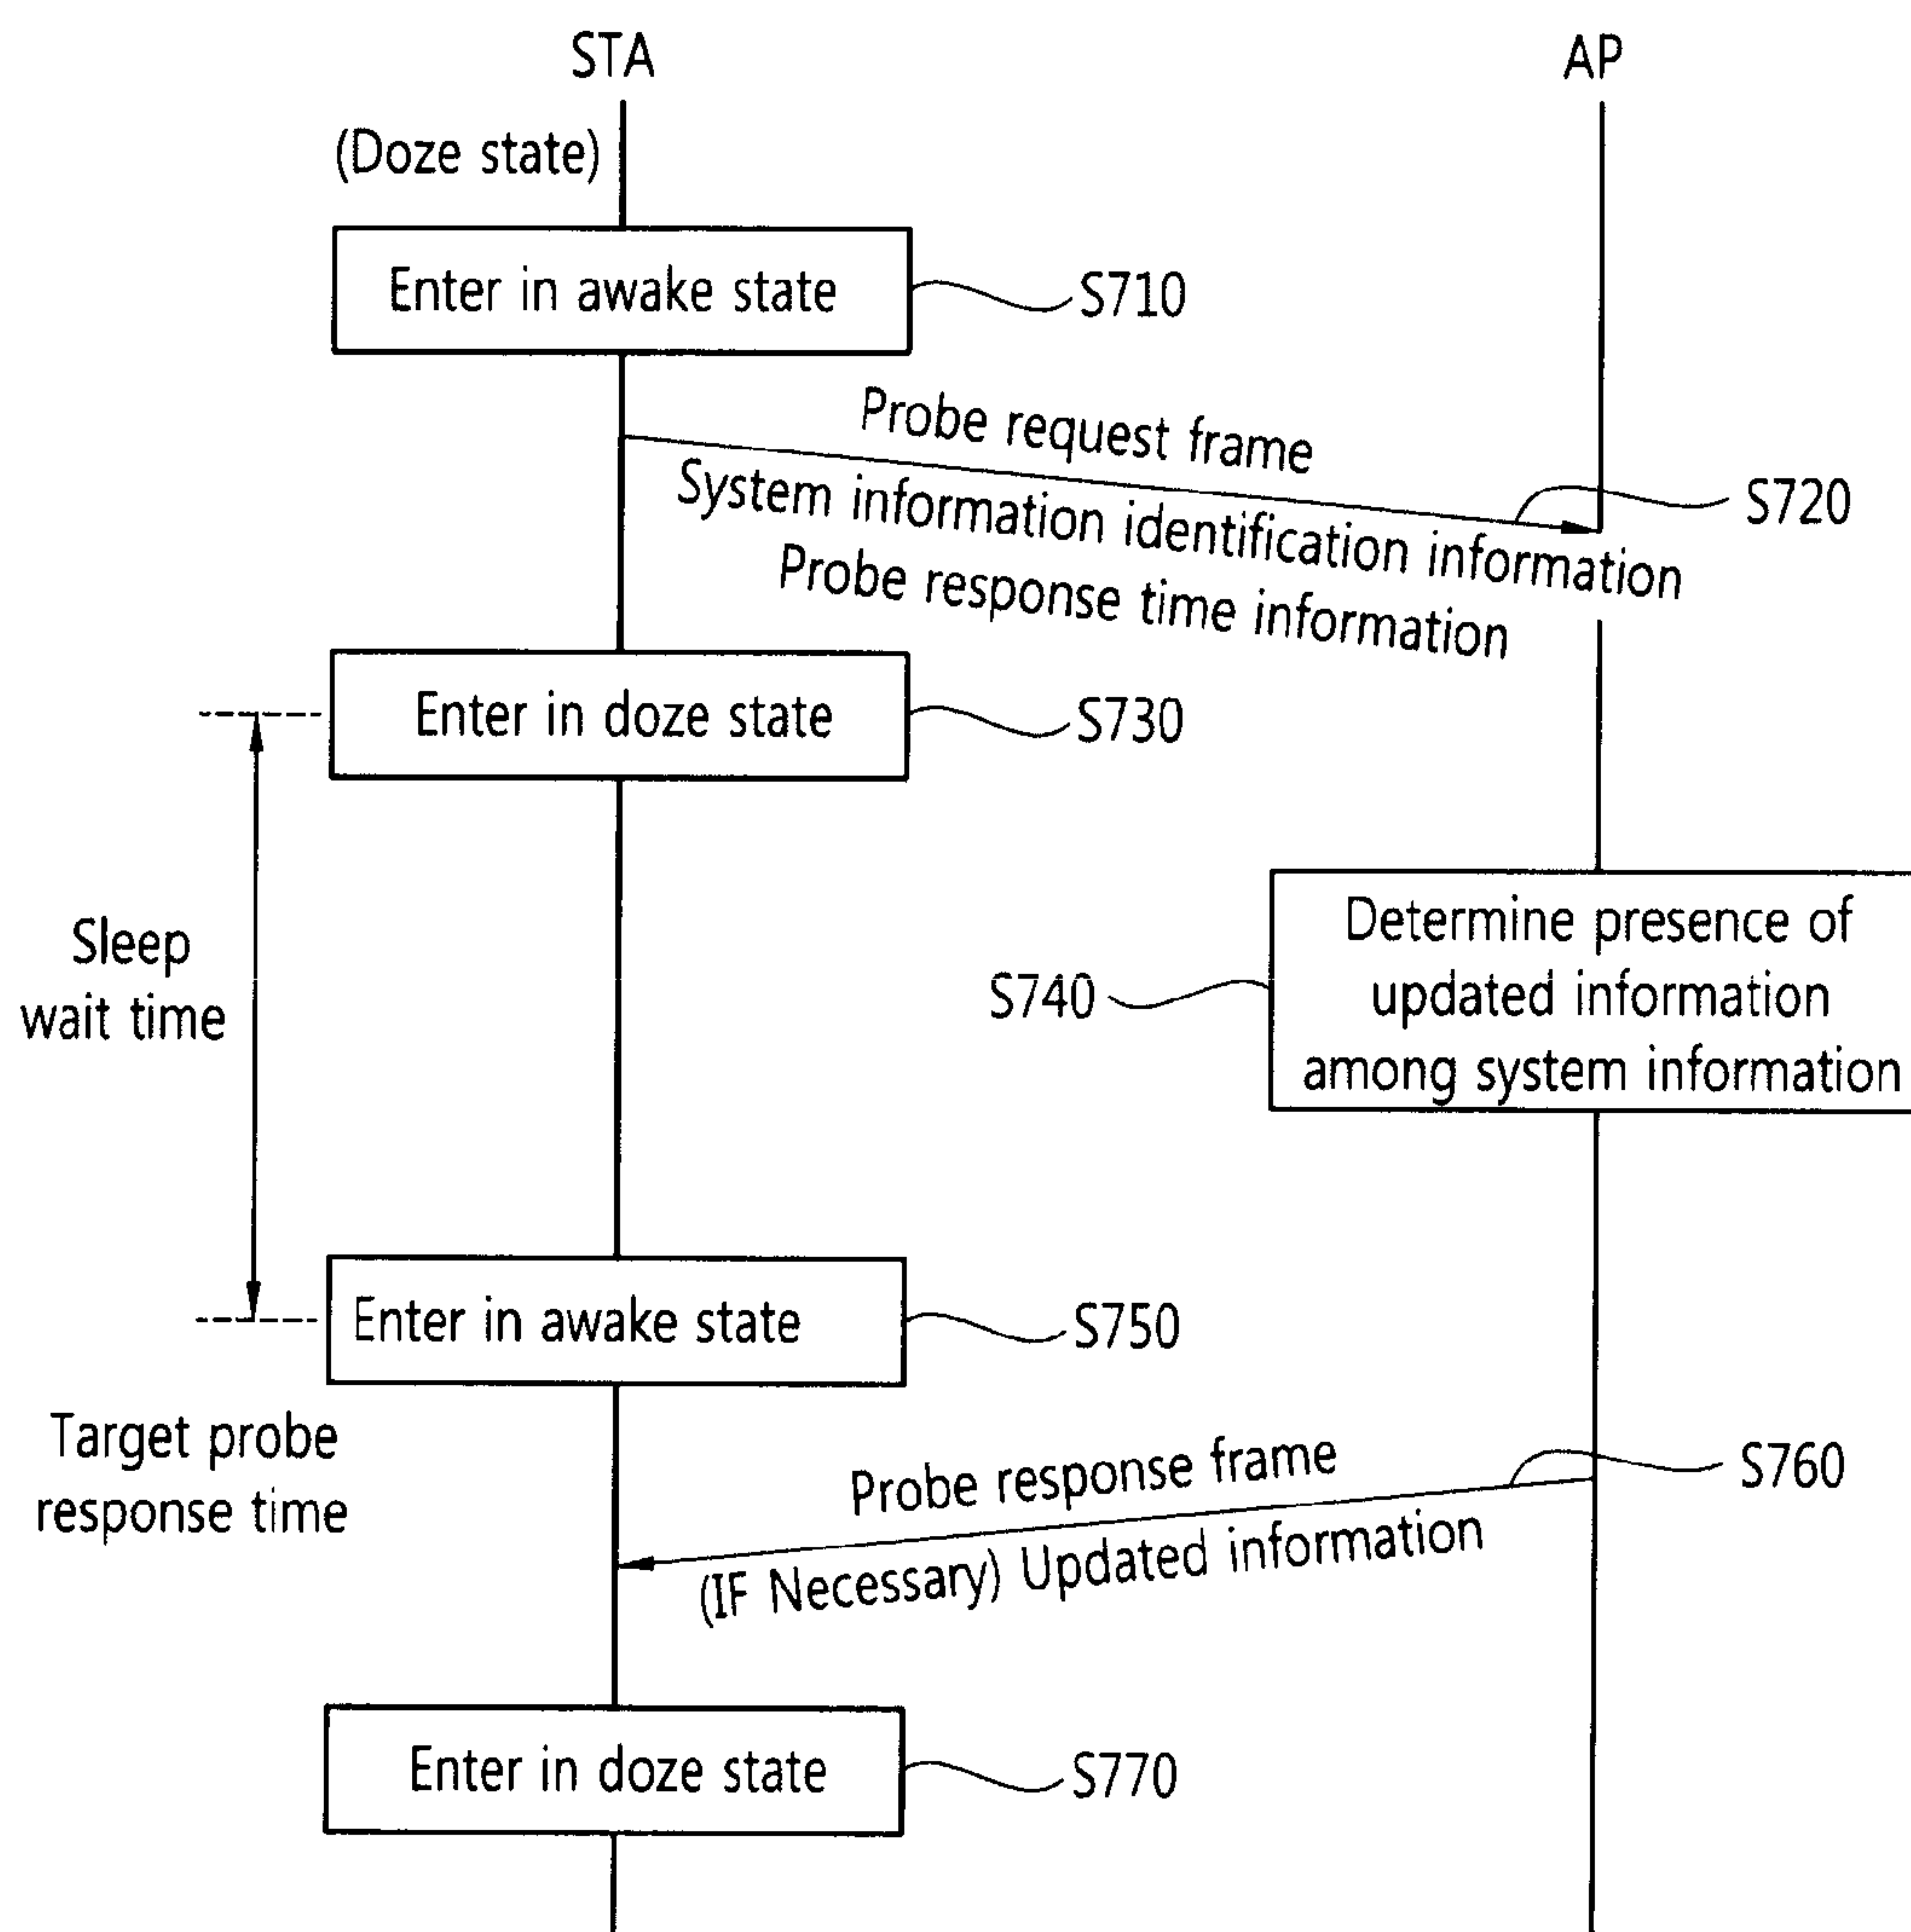 STA
AP
(Doze state)
Enter in awake state
S710
Probe request frame
S720
System information identification information
Probe response time information
Enter in doze state
S730
Sleep
wait time
Determine presence of
updated information
among system information
S740
Enter in awake state
S750
Target probe
response time
Probe response frame
S760
(IF Necessary) Updated information
Enter in doze state
S770